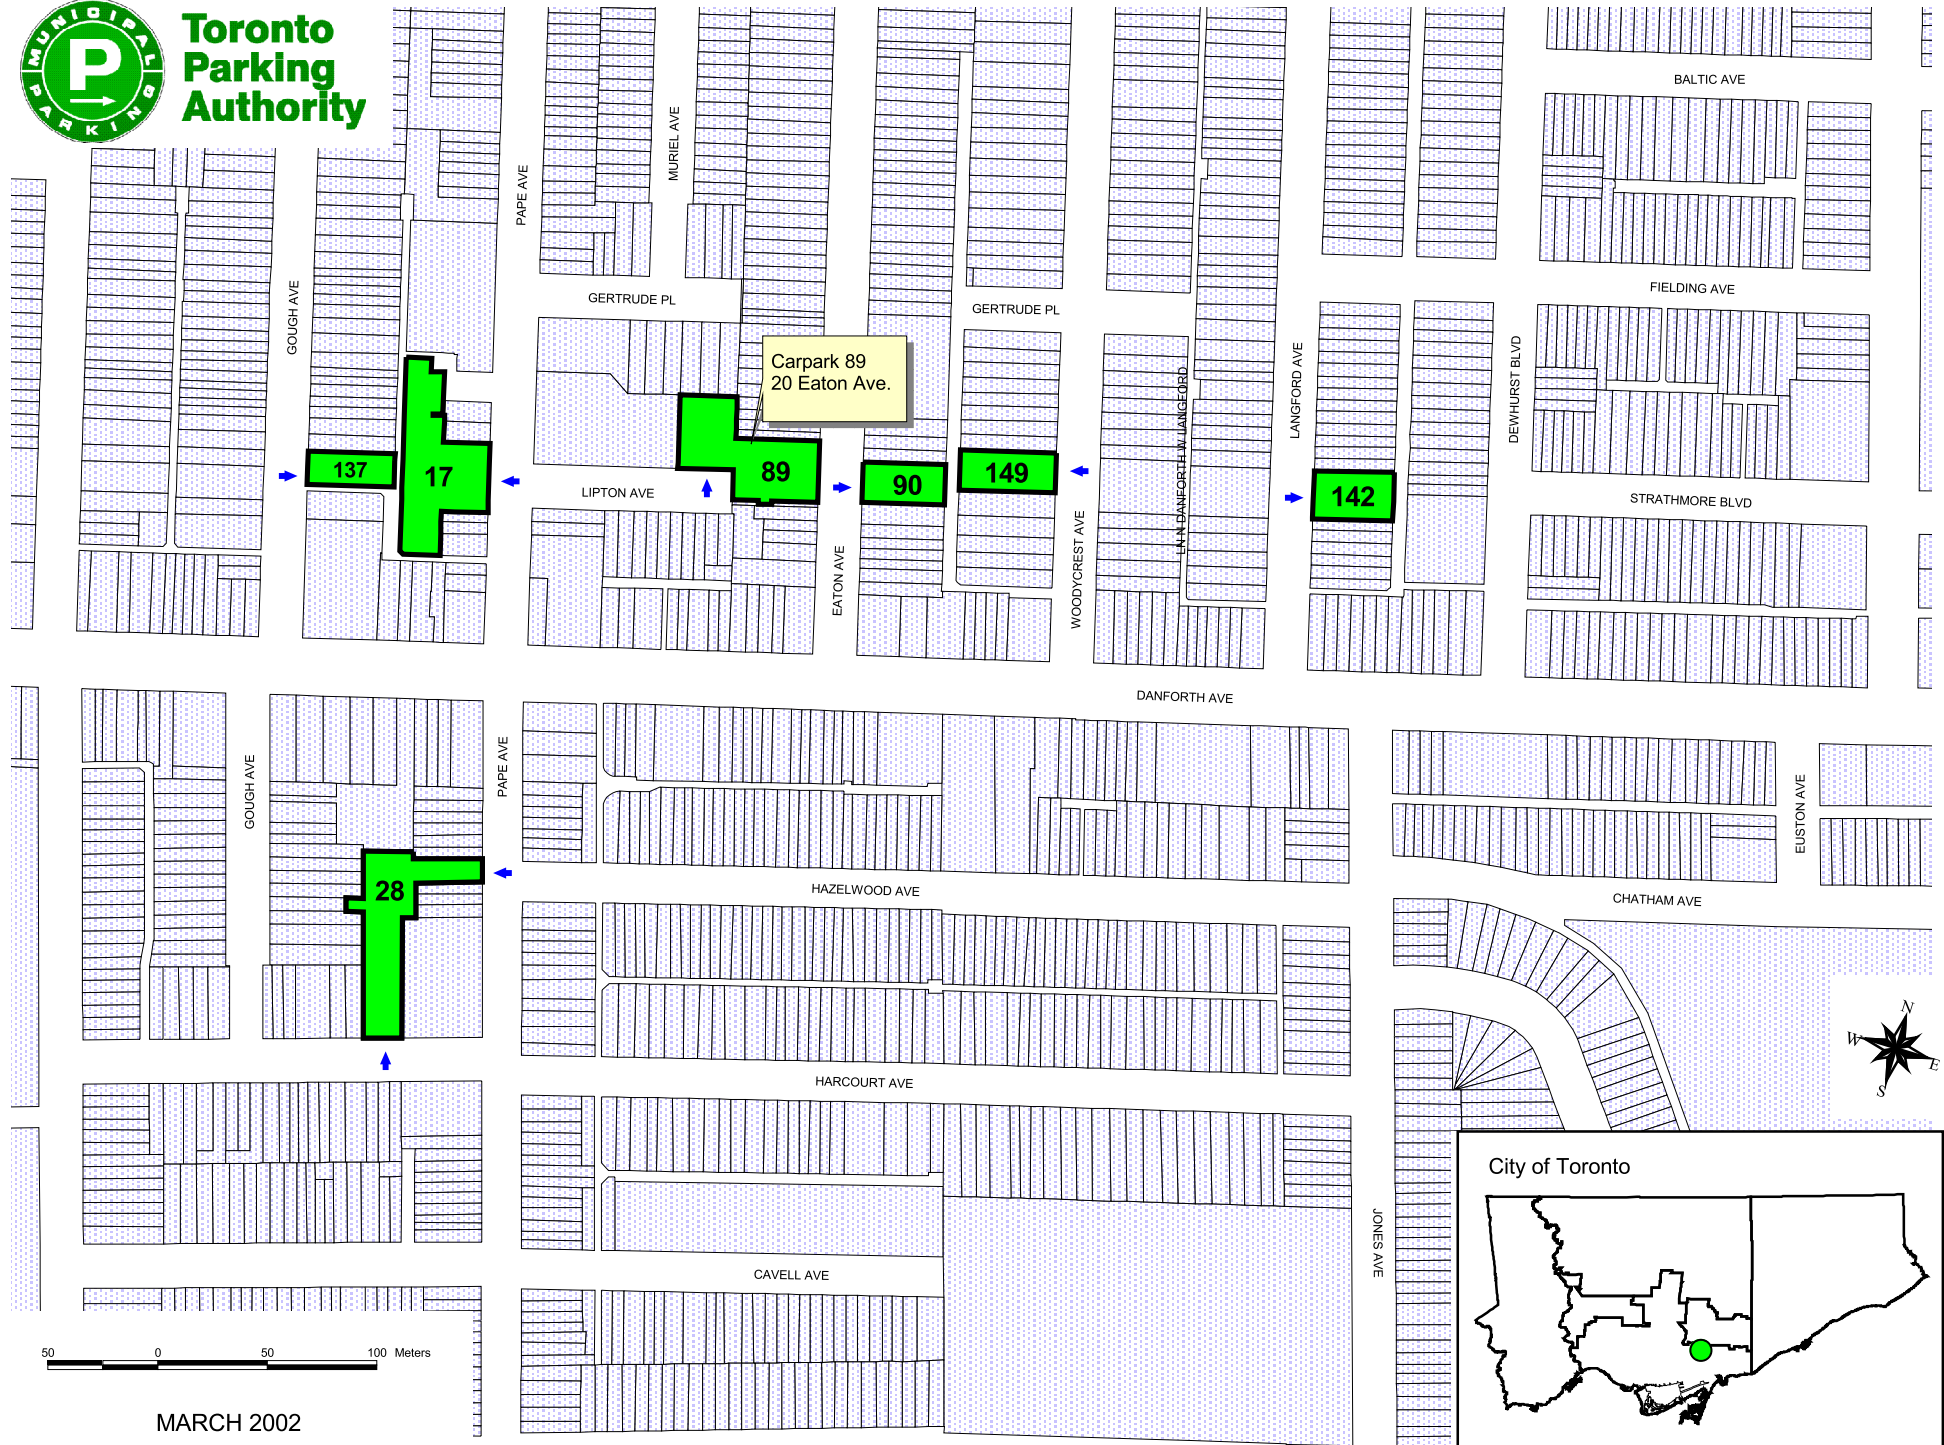 MUNICIPAL
P
PARKING
Toronto
Parking
Authority
BALTIC AVE
MURIEL AVE
PAPE AVE
GOUGH AVE
GERTRUDE PL
GERTRUDE PL
FIELDING AVE
Carpark 89
20 Eaton Ave.
LANGFORD AVE
DEWHURST BLVD
LN N DANFORTH W LANGFORD
137
17
89
90
149
142
LIPTON AVE
STRATHMORE BLVD
EATON AVE
WOODYCREST AVE
DANFORTH AVE
PAPE AVE
GOUGH AVE
EUSTON AVE
28
HAZELWOOD AVE
CHATHAM AVE
N
W
E
S
HARCOURT AVE
City of Toronto
JONES AVE
CAVELL AVE
50 0 50 100 Meters
MARCH 2002